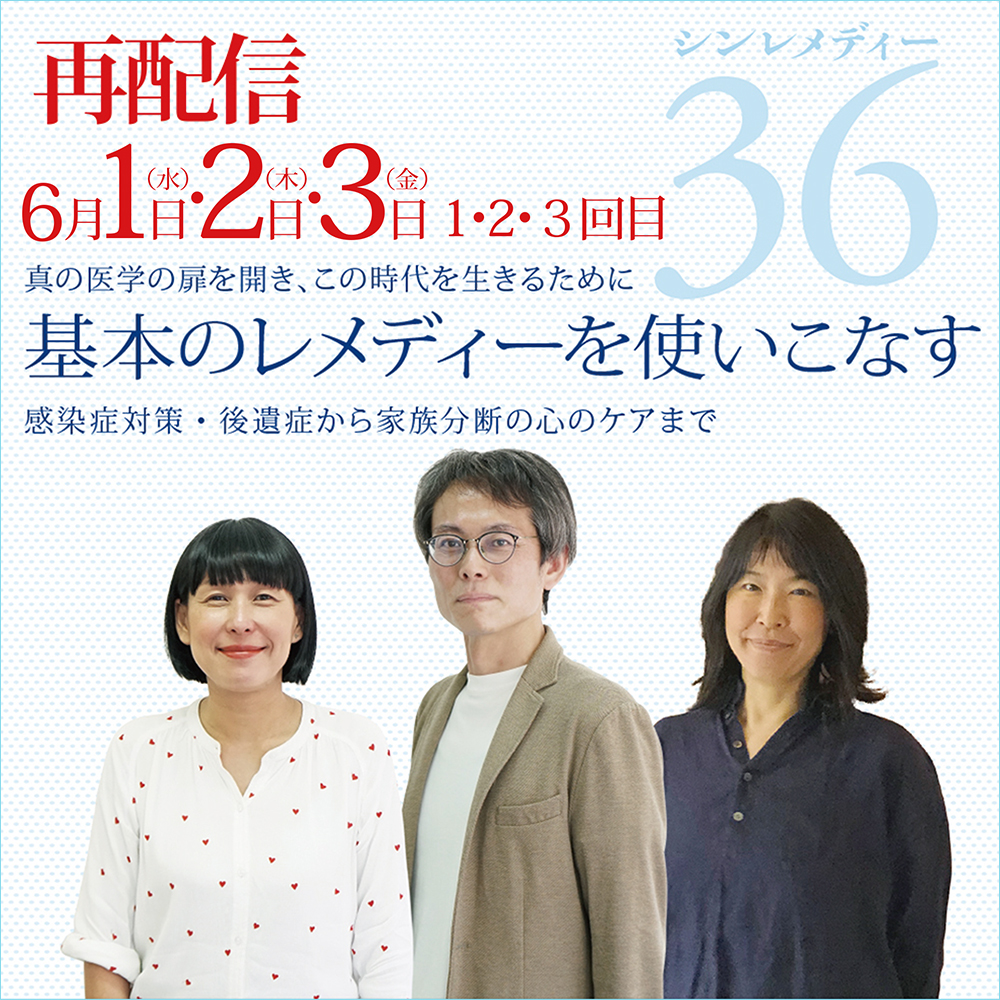 再配信
シンレメディー
36
6月1日(水)・2日(木)・3日(金) 1・2・3回目
真の医学の扉を開き、この時代を生きるために
基本のレメディーを使いこなす
感染症対策・後遺症から家族分断の心のケアまで